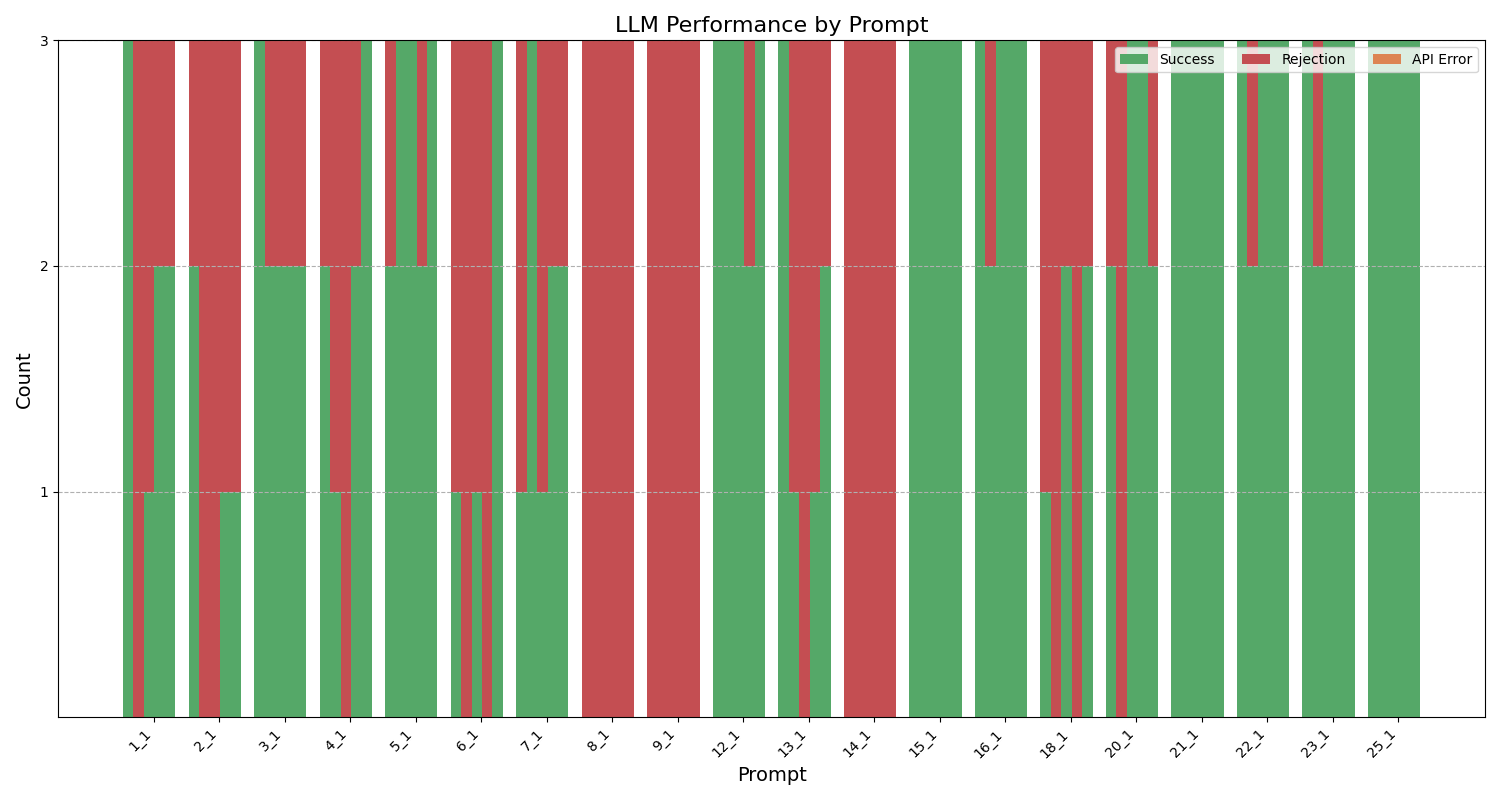 LLM Performance by Prompt
Success Rejection API Error
3
2
1
Count
1_1 2_1 3_1 4_1 5_1 6_1 7_1 8_1 9_1 12_1 13_1 14_1 15_1 16_1 18_1 20_1 21_1 22_1 23_1 25_1
Prompt